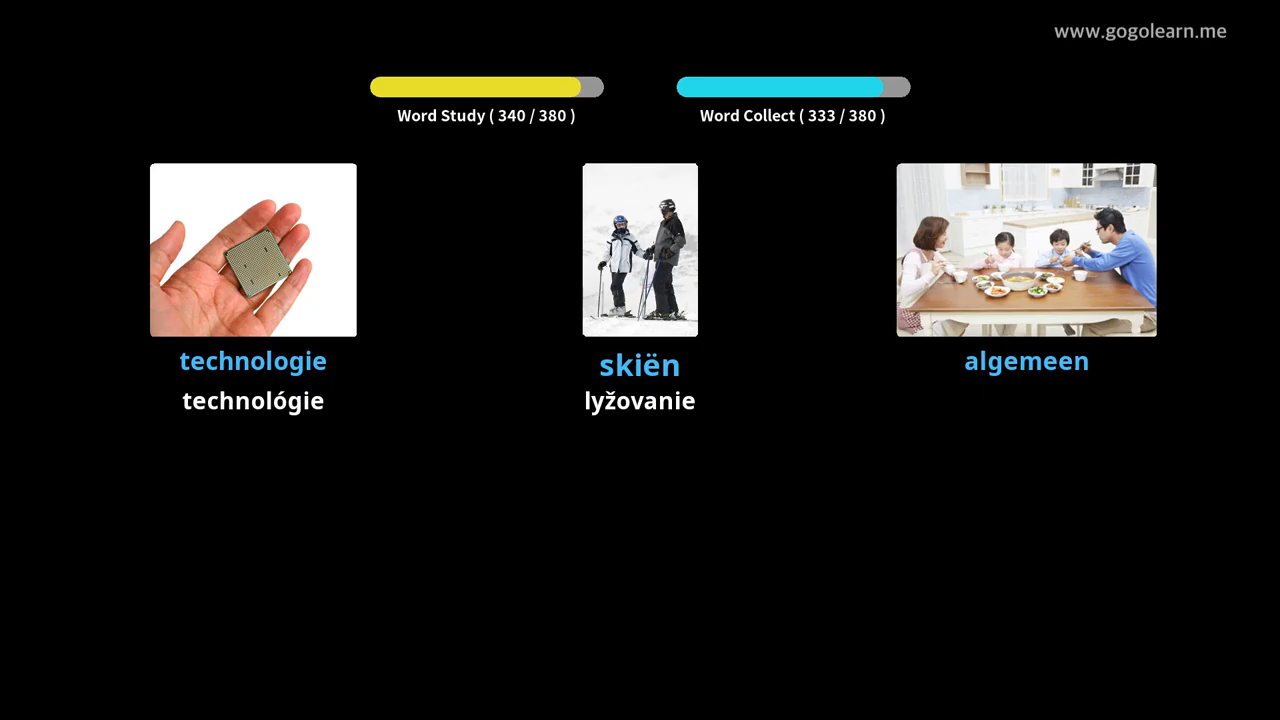 www.gogolearn.me
Word Study ( 340 / 380 )
Word Collect ( 333 / 380 )
technologie
technológie
skiën
lyžovanie
algemeen